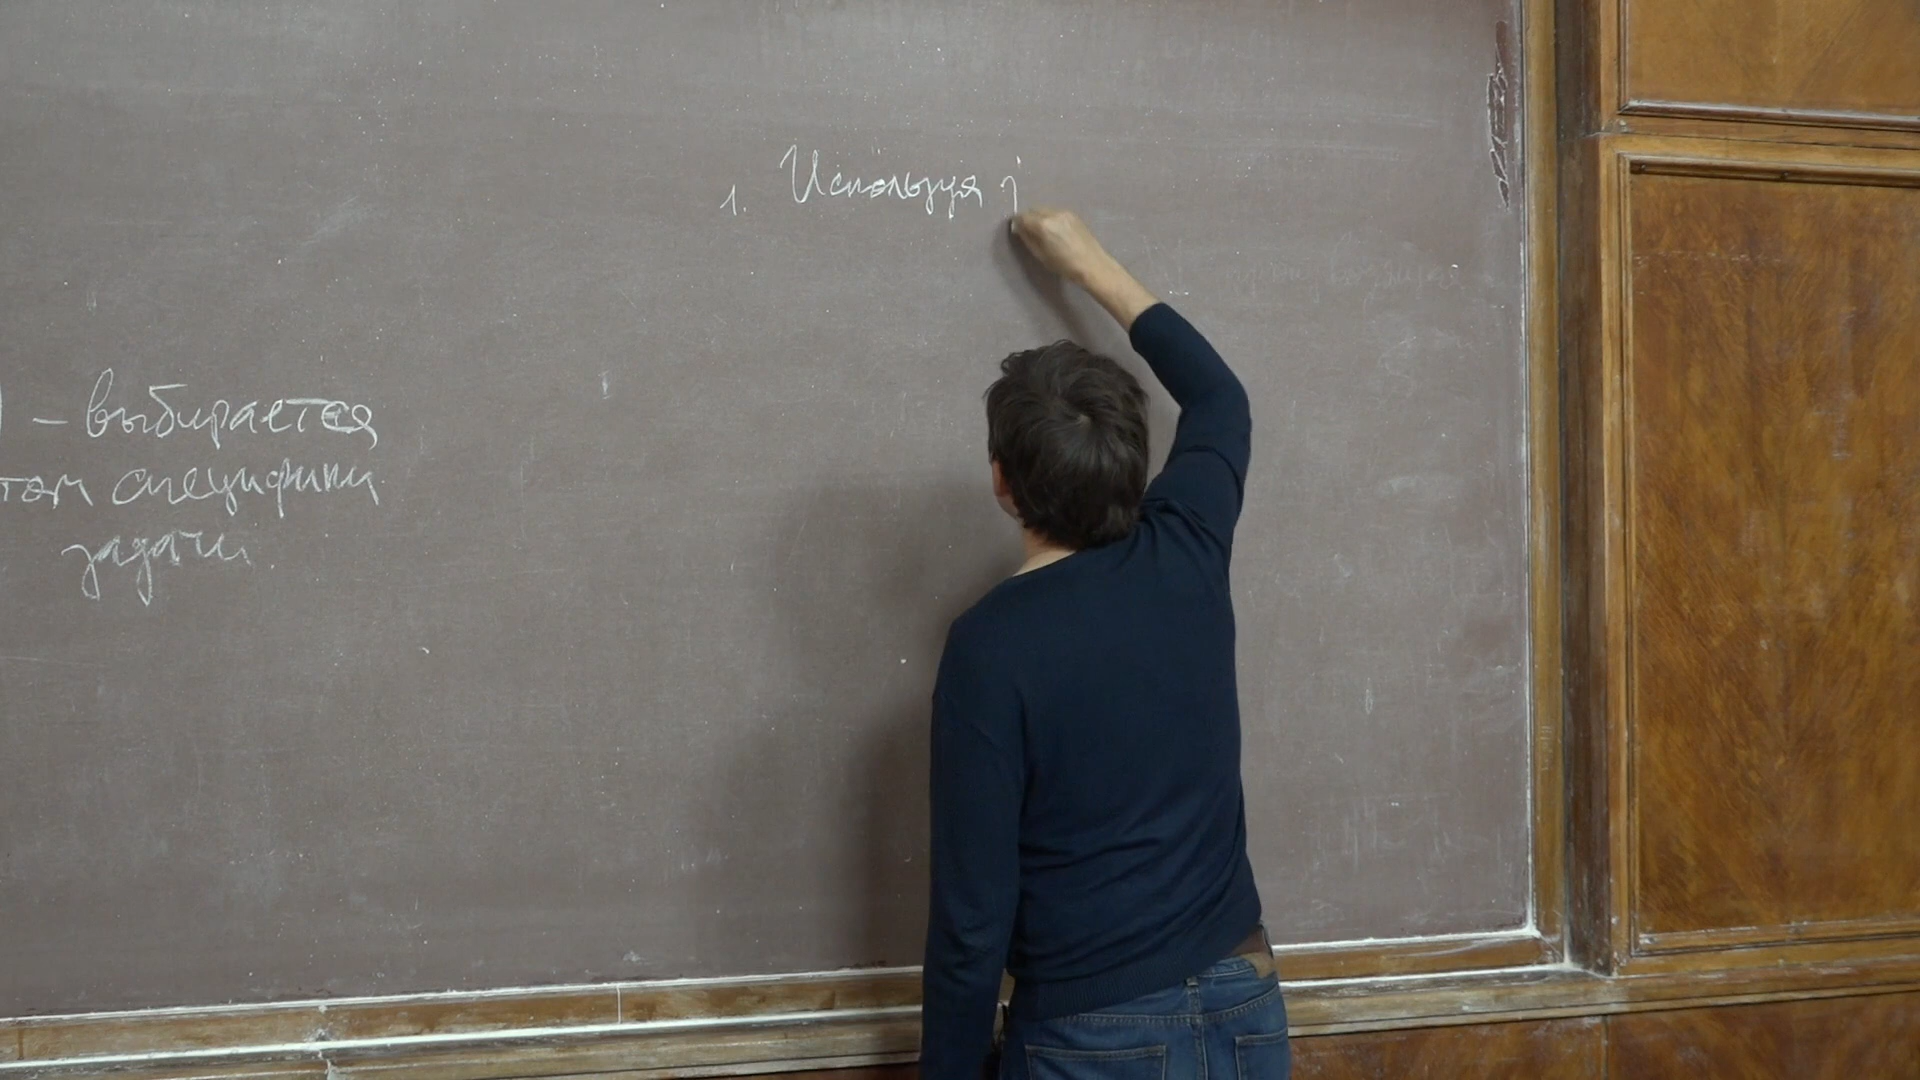 – выбирается
том специфики
задачи.
1. Используя j